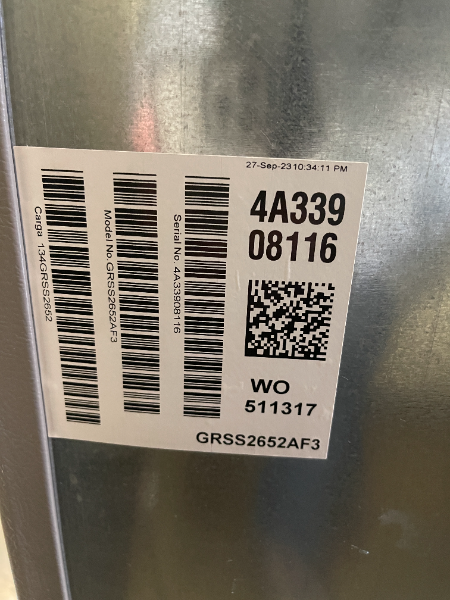 27-Sep-23 10:34:11 PM
4A339
08116
WO
511317
GRSS2652AF3
Serial No. 4A33908116
Model No. GRSS2652AF3
Carga 134GRSS2652